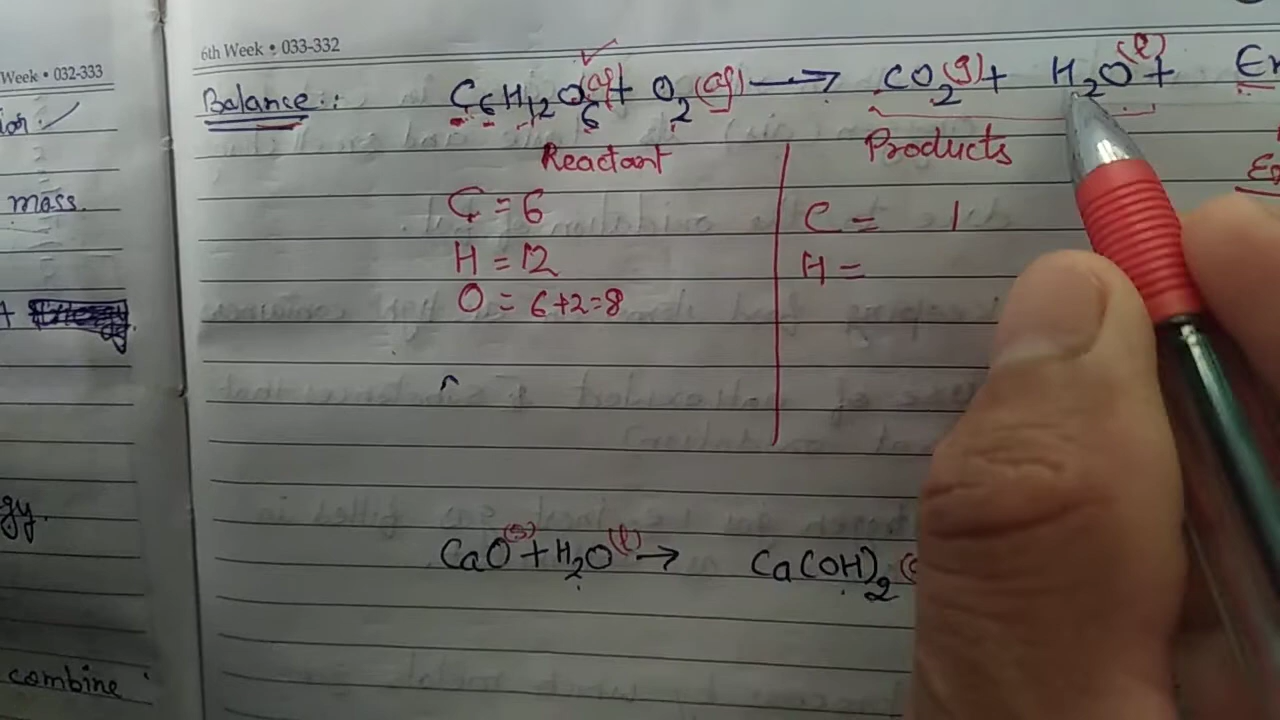 6th Week • 033-332
Week • 032-333
Balance :- C6H12O6(aq) + O2(aq) → CO2(g) + H2O(l) + En
Reactant Products
C = 6 C = 1
H = 12 H =
O = 6+2=8
CaO(s) + H2O(l) → Ca(OH)2
mass.
gy.
combine